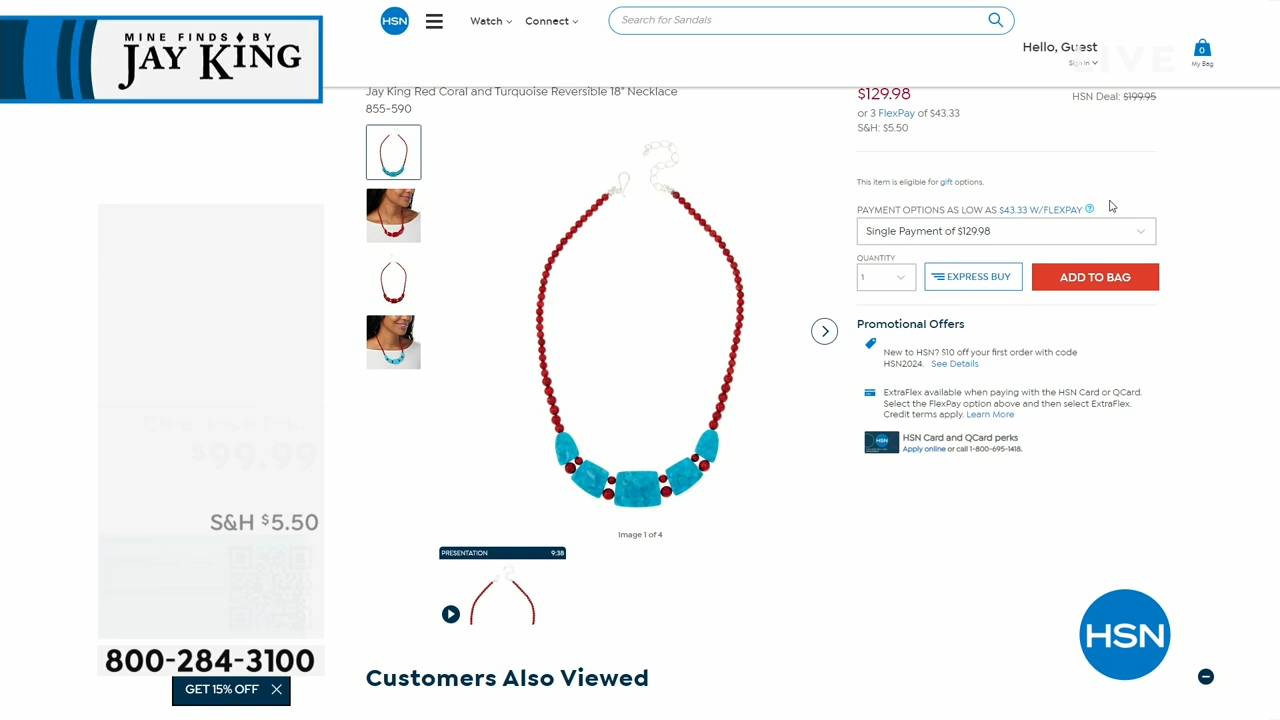 MINE FINDS BY
JAY KING
HSN
Watch
Connect
Search for Sandals
Hello, Guest
Sign In
LIVE
0
My Bag
Jay King Red Coral and Turquoise Reversible 18" Necklace
855-590
$129.98
HSN Deal: $199.95
or 3 FlexPay of $43.33
S&H: $5.50
This item is eligible for gift options.
PAYMENT OPTIONS AS LOW AS $43.33 W/FLEXPAY ?
Single Payment of $129.98
QUANTITY
1
EXPRESS BUY
ADD TO BAG
Promotional Offers
New to HSN? $10 off your first order with code
HSN2024. See Details
ExtraFlex available when paying with the HSN Card or QCard.
Select the FlexPay option above and then select ExtraFlex.
Credit terms apply. Learn More
HSN
HSN Card and QCard perks
Apply online or call 1-800-695-1418.
$99.99
S&H $5.50
Image 1 of 4
PRESENTATION 9:38
800-284-3100
GET 15% OFF
HSN
Customers Also Viewed